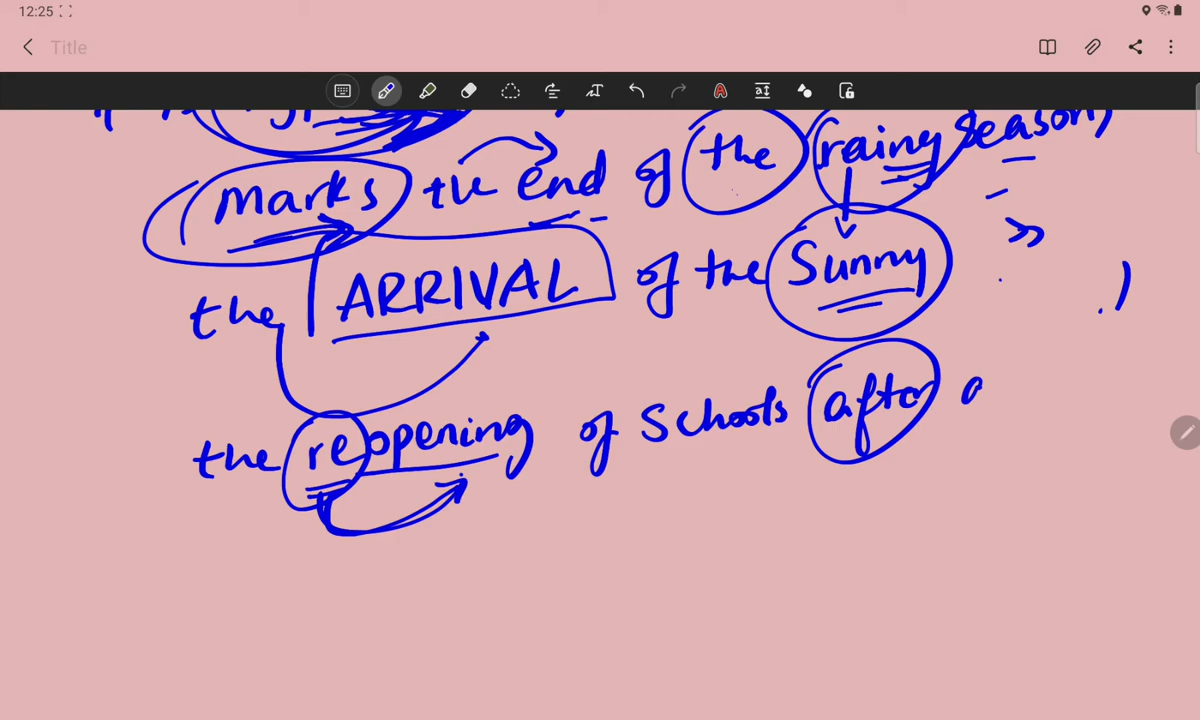 12:25
Title
marks the end of the rainy season,
the ARRIVAL of the Sunny "
the reopening of Schools after a